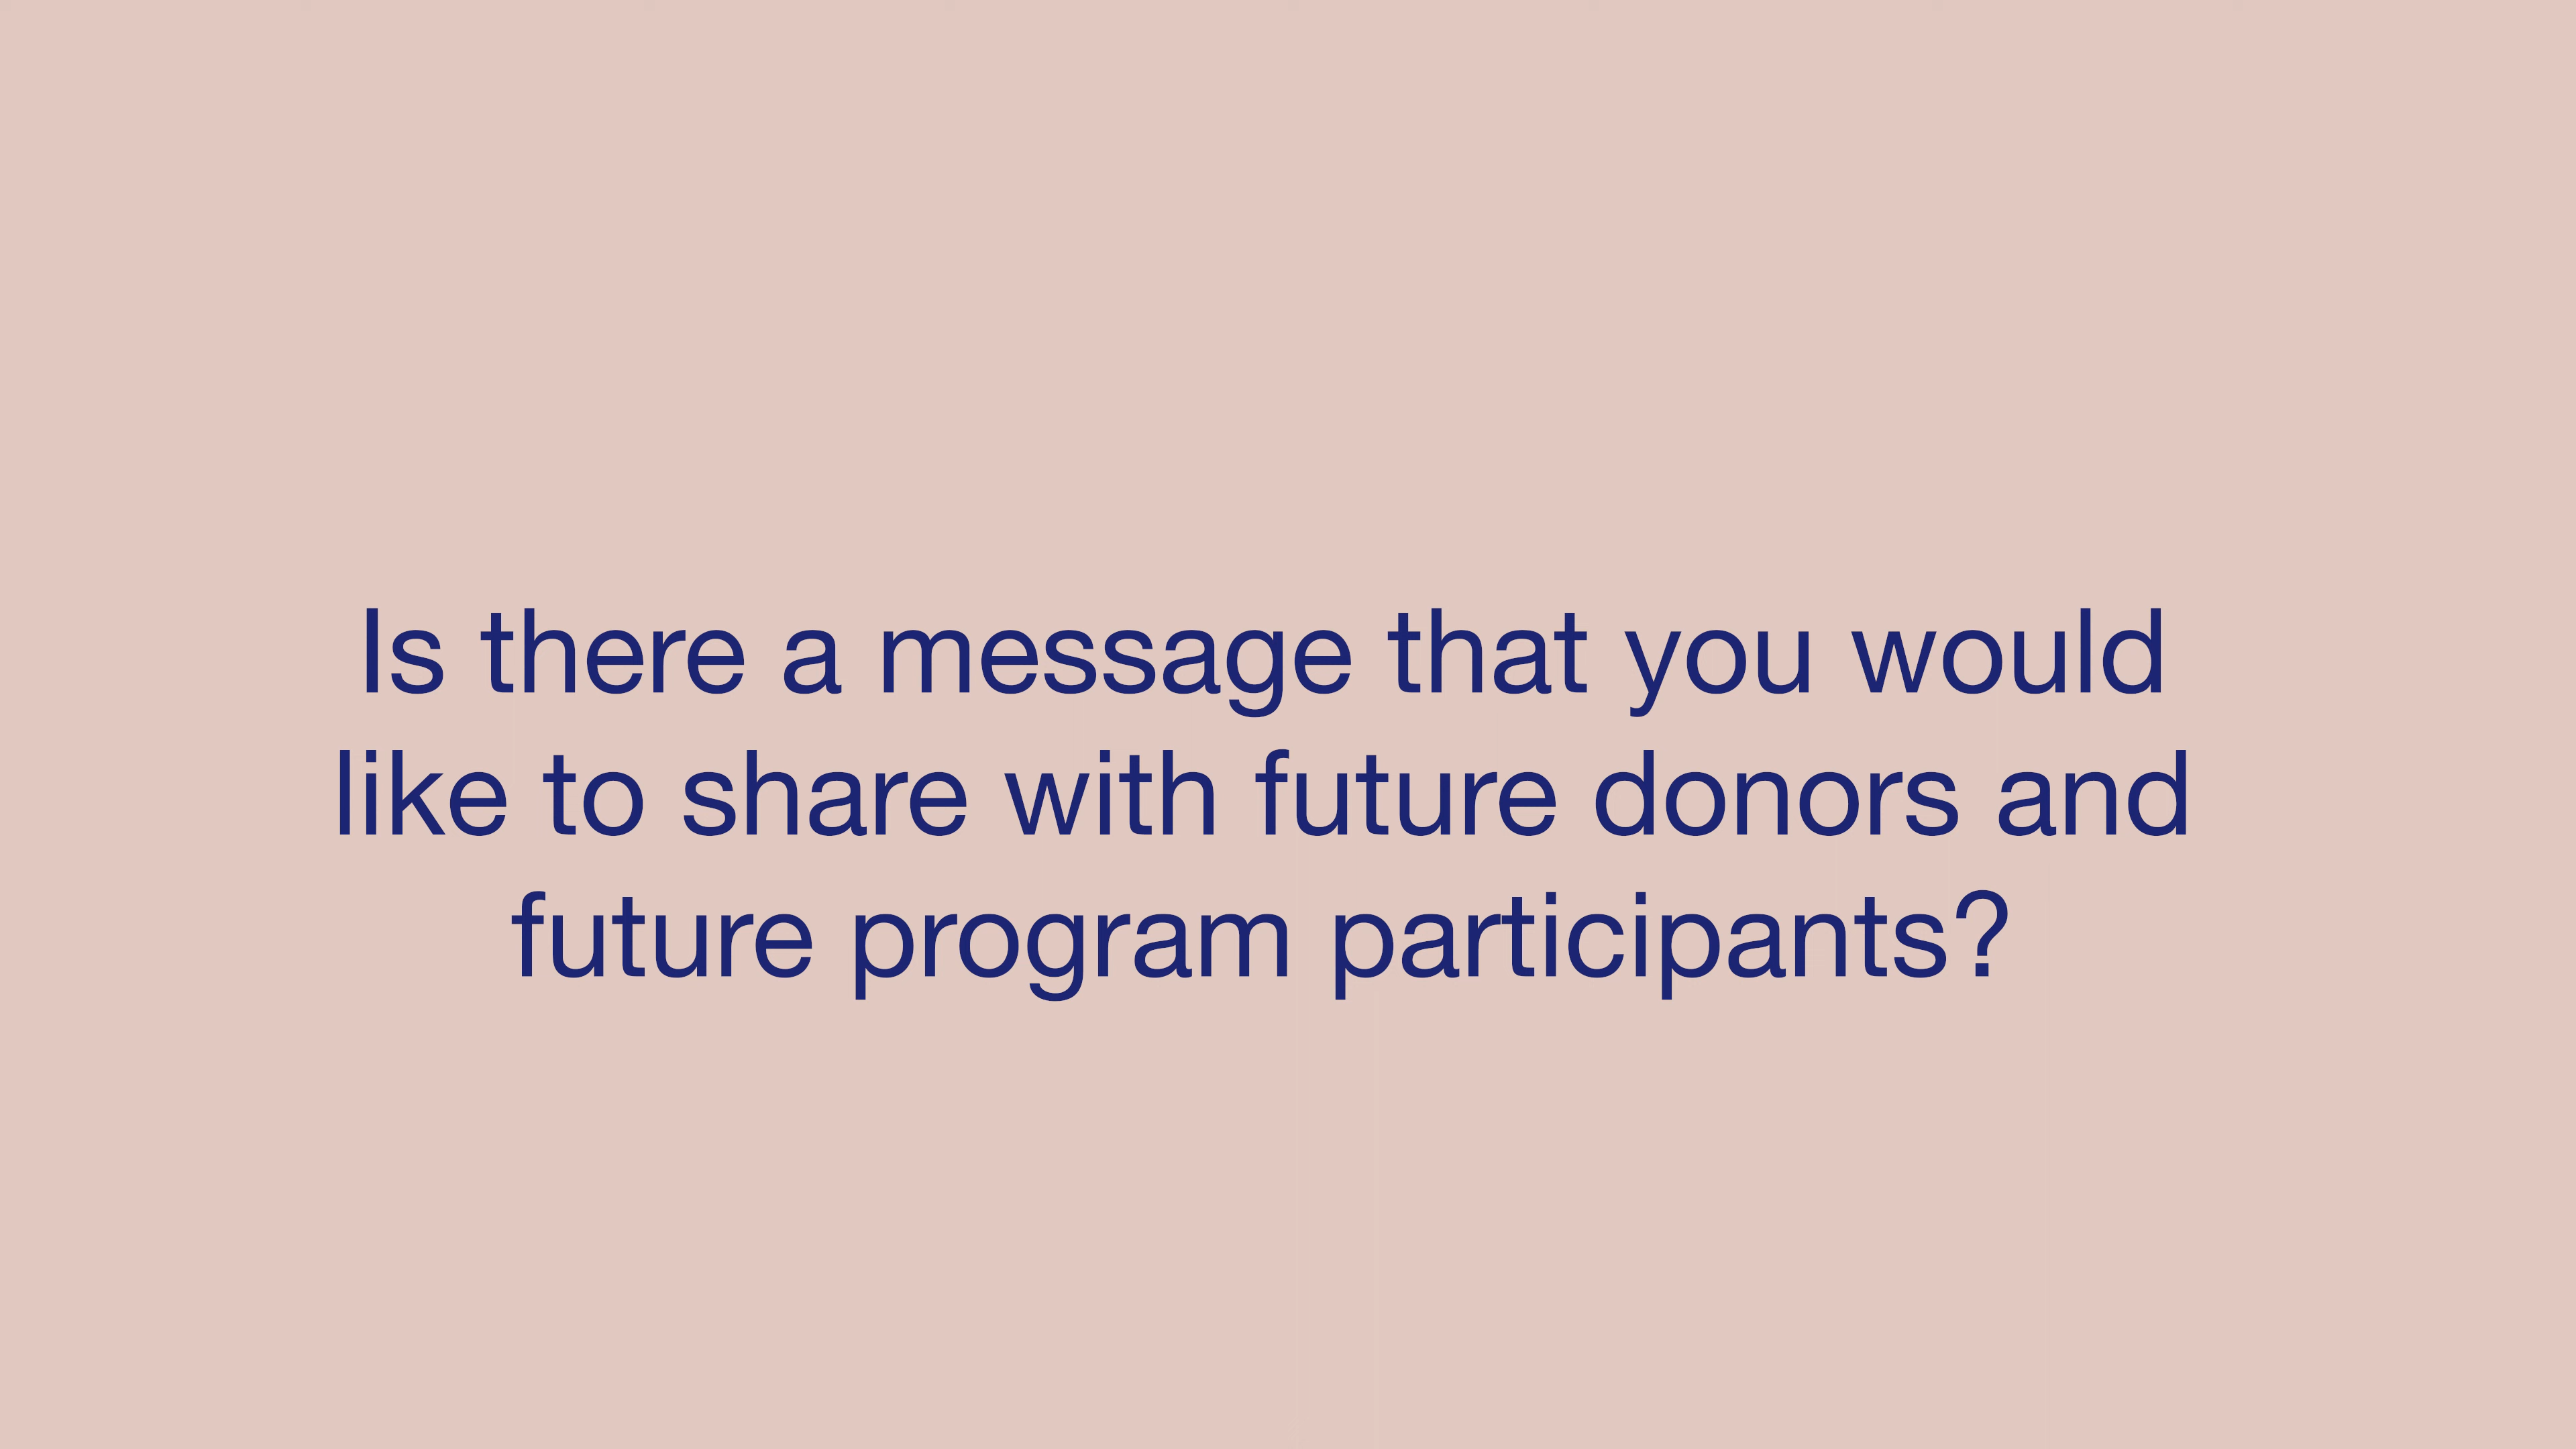 Is there a message that you would
like to share with future donors and
future program participants?